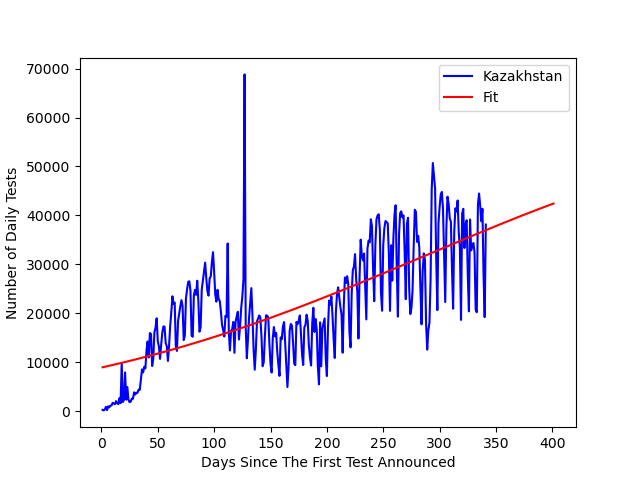 Kazakhstan
Fit
70000
60000
50000
40000
30000
20000
10000
0
Number of Daily Tests
0 50 100 150 200 250 300 350 400
Days Since The First Test Announced